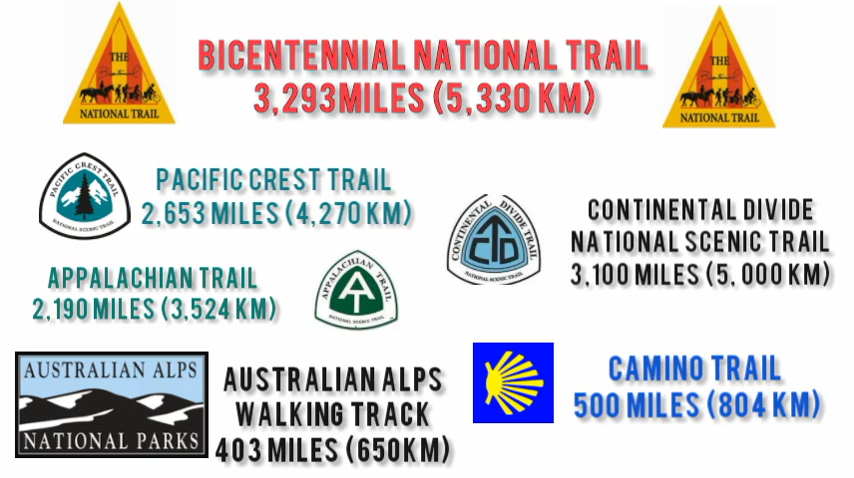 THE
Bicentennial
NATIONAL TRAIL
BICENTENNIAL NATIONAL TRAIL
3,293MILES (5,330 KM)
THE
Bicentennial
NATIONAL TRAIL
PACIFIC CREST TRAIL
NATIONAL SCENIC TRAIL
PACIFIC CREST TRAIL
2,653 MILES (4,270 KM)
CONTINENTAL DIVIDE TRAIL
CTD
NATIONAL SCENIC TRAIL
CONTINENTAL DIVIDE
NATIONAL SCENIC TRAIL
3,100 MILES (5, 000 KM)
APPALACHIAN TRAIL
2,190 MILES (3,524 KM)
APPALACHIAN TRAIL
AT
NATIONAL SCENIC TRAIL
AUSTRALIAN ALPS
NATIONAL PARKS
AUSTRALIAN ALPS
WALKING TRACK
403 MILES (650KM)
CAMINO TRAIL
500 MILES (804 KM)